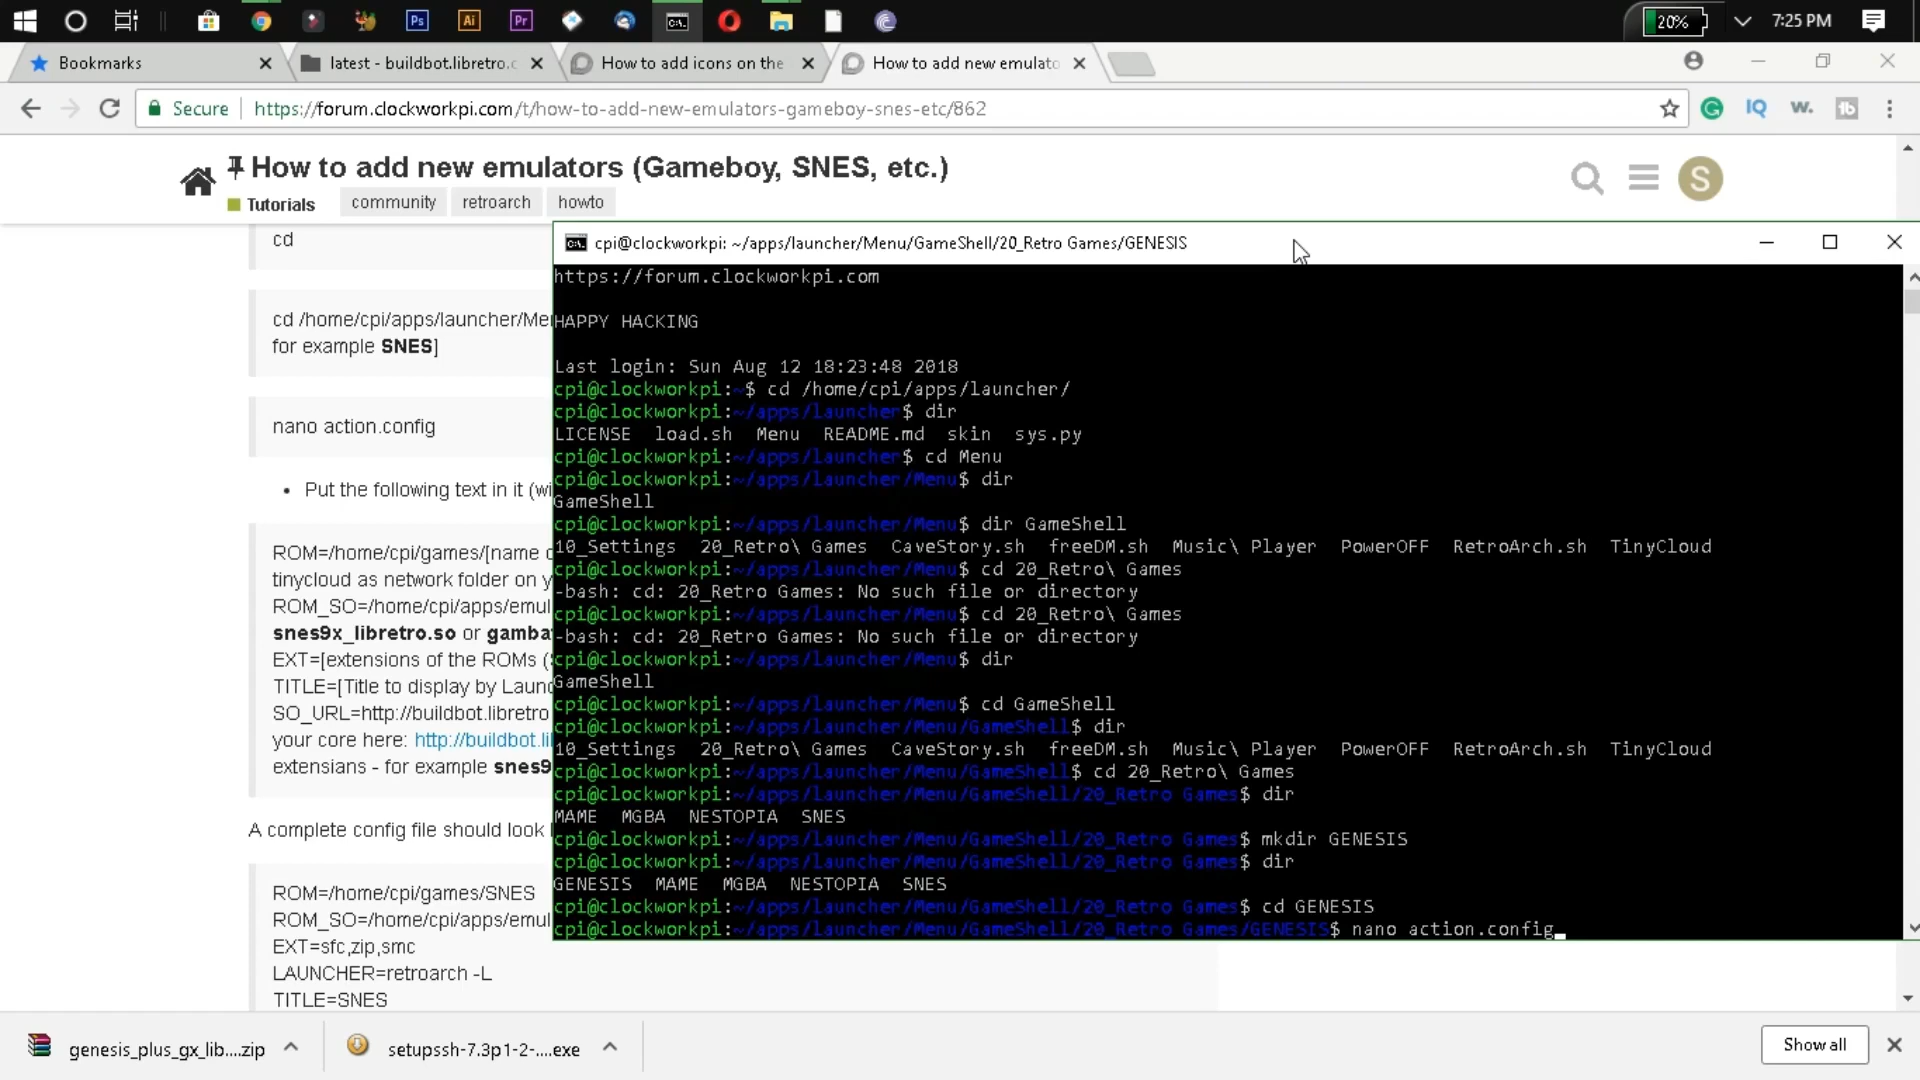 Ps
Ai
Pr
20%
7:25 PM
Bookmarks
latest - buildbot.libretro.c
How to add icons on the
How to add new emulato
Secure
https://forum.clockworkpi.com/t/how-to-add-new-emulators-gameboy-snes-etc/862
IQ
w.
tb
How to add new emulators (Gameboy, SNES, etc.)
Tutorials
community
retroarch
howto
S
cd
cd /home/cpi/apps/launcher/Me
for example SNES]
nano action.config
Put the following text in it (wi
ROM=/home/cpi/games/[name
tinycloud as network folder on y
ROM_SO=/home/cpi/apps/emul
snes9x_libretro.so or gamba
EXT=[extensions of the ROMs (
TITLE=[Title to display by Laun
SO_URL=http://buildbot.libretro
your core here: http://buildbot.li
extensians - for example snes9
A complete config file should look
ROM=/home/cpi/games/SNES
ROM_SO=/home/cpi/apps/emul
EXT=sfc,zip,smc
LAUNCHER=retroarch -L
TITLE=SNES
cpi@clockworkpi: ~/apps/launcher/Menu/GameShell/20_Retro Games/GENESIS
https://forum.clockworkpi.com
HAPPY HACKING
Last login: Sun Aug 12 18:23:48 2018
cpi@clockworkpi:~$ cd /home/cpi/apps/launcher/
cpi@clockworkpi:~/apps/launcher$ dir
LICENSE load.sh Menu README.md skin sys.py
cpi@clockworkpi:~/apps/launcher$ cd Menu
cpi@clockworkpi:~/apps/launcher/Menu$ dir
GameShell
cpi@clockworkpi:~/apps/launcher/Menu$ dir GameShell
10_Settings 20_Retro\ Games CaveStory.sh freeDM.sh Music\ Player PowerOFF RetroArch.sh TinyCloud
cpi@clockworkpi:~/apps/launcher/Menu$ cd 20_Retro\ Games
-bash: cd: 20_Retro Games: No such file or directory
cpi@clockworkpi:~/apps/launcher/Menu$ cd 20_Retro\ Games
-bash: cd: 20_Retro Games: No such file or directory
cpi@clockworkpi:~/apps/launcher/Menu$ dir
GameShell
cpi@clockworkpi:~/apps/launcher/Menu$ cd GameShell
cpi@clockworkpi:~/apps/launcher/Menu/GameShell$ dir
10_Settings 20_Retro\ Games CaveStory.sh freeDM.sh Music\ Player PowerOFF RetroArch.sh TinyCloud
cpi@clockworkpi:~/apps/launcher/Menu/GameShell$ cd 20_Retro\ Games
cpi@clockworkpi:~/apps/launcher/Menu/GameShell/20_Retro Games$ dir
MAME MGBA NESTOPIA SNES
cpi@clockworkpi:~/apps/launcher/Menu/GameShell/20_Retro Games$ mkdir GENESIS
cpi@clockworkpi:~/apps/launcher/Menu/GameShell/20_Retro Games$ dir
GENESIS MAME MGBA NESTOPIA SNES
cpi@clockworkpi:~/apps/launcher/Menu/GameShell/20_Retro Games$ cd GENESIS
cpi@clockworkpi:~/apps/launcher/Menu/GameShell/20_Retro Games/GENESIS$ nano action.config
genesis_plus_gx_lib....zip
setupssh-7.3p1-2-....exe
Show all